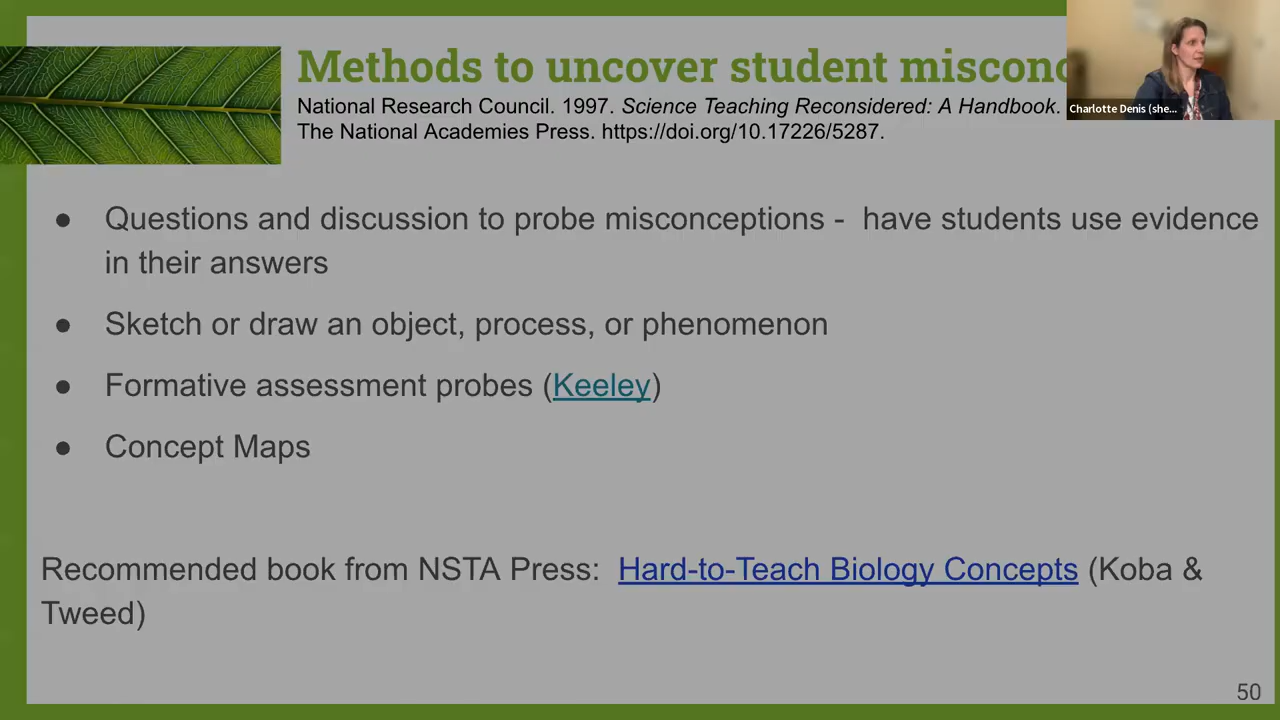 Methods to uncover student miscon
National Research Council. 1997. Science Teaching Reconsidered: A Handbook.
The National Academies Press. https://doi.org/10.17226/5287.
Charlotte Denis (she...
● Questions and discussion to probe misconceptions - have students use evidence
in their answers
● Sketch or draw an object, process, or phenomenon
● Formative assessment probes (Keeley)
● Concept Maps
Recommended book from NSTA Press: Hard-to-Teach Biology Concepts (Koba &
Tweed)
50